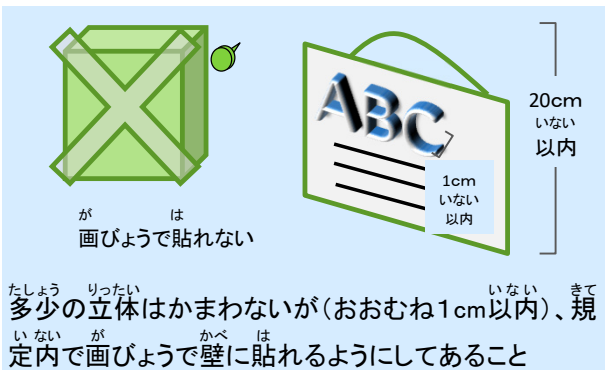 ABC
20cm
いない
以内
1cm
いない
以内
が は
画びょうで貼れない
たしょう りったい いない きて
多少の立体はかまわないが（おおむね1cm以内）、規
いない が かべ は
定内で画びょうで壁に貼れるようにしてあること